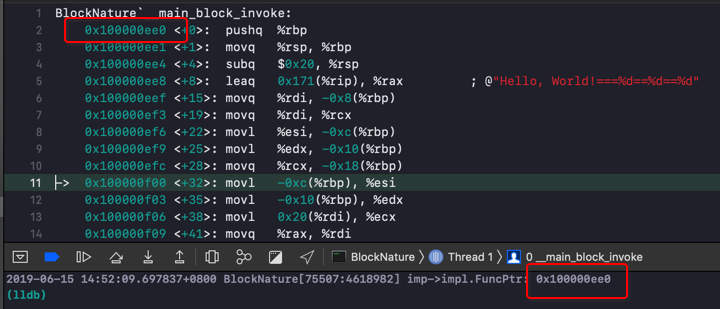 1 BlockNature`__main_block_invoke:
2 0x100000ee0 <+0>: pushq %rbp
3 0x100000ee1 <+1>: movq %rsp, %rbp
4 0x100000ee4 <+4>: subq $0x20, %rsp
5 0x100000ee8 <+8>: leaq 0x171(%rip), %rax ; @"Hello, World!===%d==%d==%d"
6 0x100000eef <+15>: movq %rdi, -0x8(%rbp)
7 0x100000ef3 <+19>: movq %rdi, %rcx
8 0x100000ef6 <+22>: movl %esi, -0xc(%rbp)
9 0x100000ef9 <+25>: movl %edx, -0x10(%rbp)
10 0x100000efc <+28>: movq %rcx, -0x18(%rbp)
11 -> 0x100000f00 <+32>: movl -0xc(%rbp), %esi
12 0x100000f03 <+35>: movl -0x10(%rbp), %edx
13 0x100000f06 <+38>: movl 0x20(%rdi), %ecx
14 0x100000f09 <+41>: movq %rax, %rdi
BlockNature Thread 1 0 __main_block_invoke
2019-06-15 14:52:09.697837+0800 BlockNature[75507:4618982] imp->impl.FuncPtr: 0x100000ee0
(lldb)